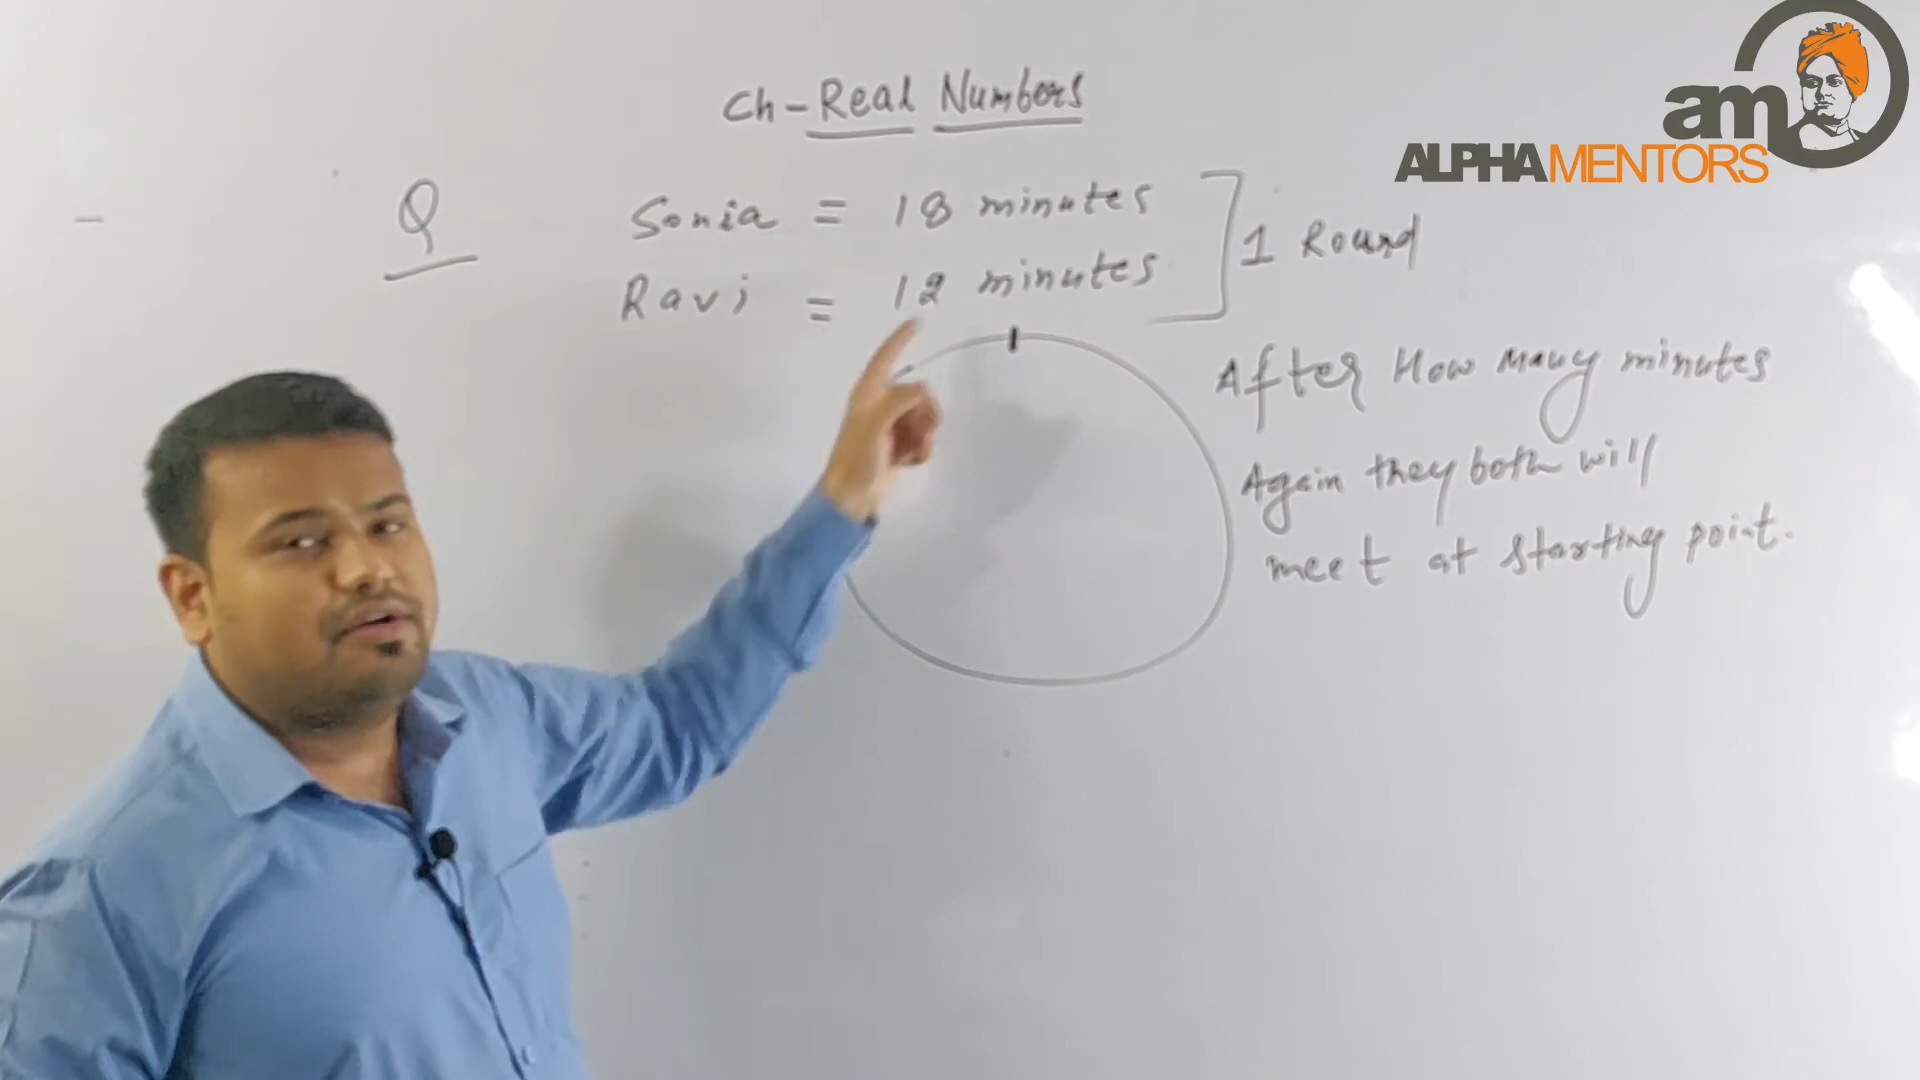 Ch-Real Numbers
am
ALPHAMENTORS
Q
Sonia = 18 minutes
Ravi = 12 minutes
1 Round
After How Many minutes
Again they both will
meet at starting point.